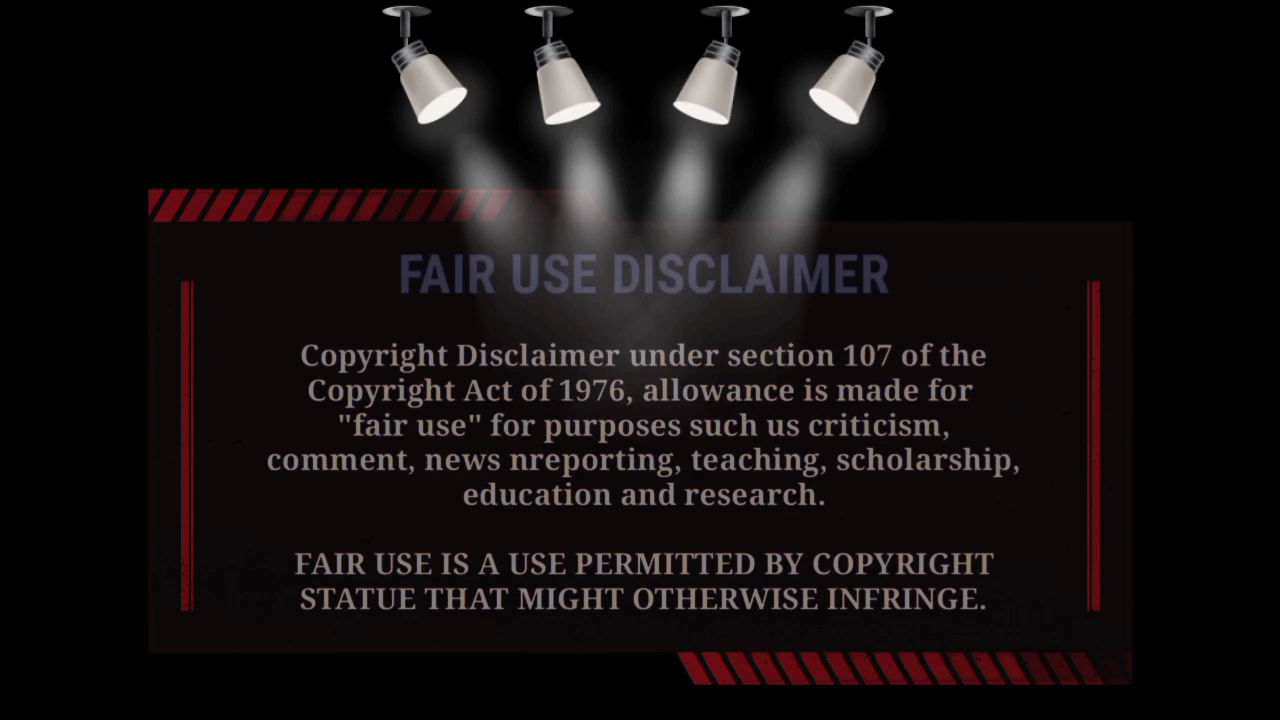 FAIR USE DISCLAIMER
Copyright Disclaimer under section 107 of the
Copyright Act of 1976, allowance is made for
"fair use" for purposes such us criticism,
comment, news nreporting, teaching, scholarship,
education and research.
FAIR USE IS A USE PERMITTED BY COPYRIGHT
STATUE THAT MIGHT OTHERWISE INFRINGE.